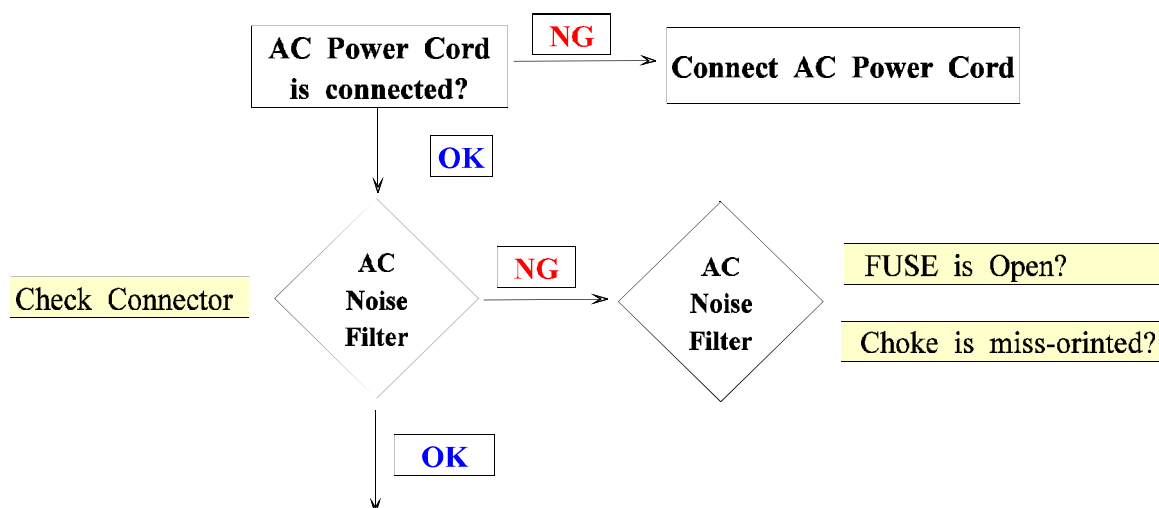 AC Power Cord
is connected?
NG
Connect AC Power Cord
OK
Check Connector
AC
Noise
Filter
NG
AC
Noise
Filter
FUSE is Open?
Choke is miss-orinted?
OK